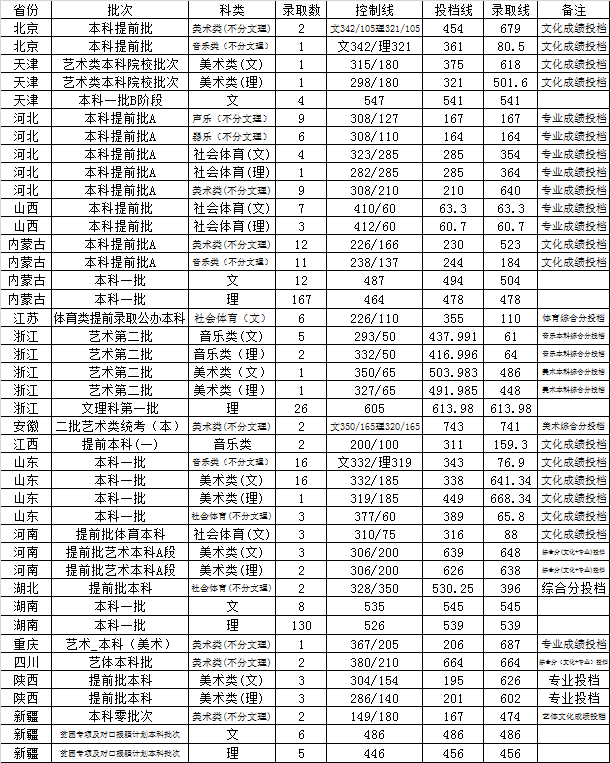 省份 批次 科类 录取数 控制线 投档线 录取线 备注
北京 本科提前批 美术类(不分文理) 2 文342/105理321/105 454 679 文化成绩投档
北京 本科提前批 音乐类（不分文理） 1 文342/理321 361 80.5 文化成绩投档
天津 艺术类本科院校批次 美术类(文) 1 315/180 375 618 文化成绩投档
天津 艺术类本科院校批次 美术类(理) 1 298/180 321 501.6 文化成绩投档
天津 本科一批B阶段 文 4 547 541 541
河北 本科提前批A 声乐（不分文理） 9 308/127 167 167 专业成绩投档
河北 本科提前批A 器乐（不分文理） 6 308/110 164 164 专业成绩投档
河北 本科提前批A 社会体育(文) 4 323/285 285 354 专业成绩投档
河北 本科提前批A 社会体育(理) 1 282/285 285 364 专业成绩投档
河北 本科提前批A 美术类(不分文理) 9 308/210 210 640 专业成绩投档
山西 本科提前批 社会体育(文) 7 410/60 63.3 63.3 专业成绩投档
山西 本科提前批 社会体育(理) 3 412/60 60.7 60.7 专业成绩投档
内蒙古 本科提前批A 美术类(不分文理) 12 226/166 230 523 文化成绩投档
内蒙古 本科提前批A 音乐类（不分文理） 11 238/137 244 184 文化成绩投档
内蒙古 本科一批 文 12 487 494 504
内蒙古 本科一批 理 167 464 478 478
江苏 体育类提前录取公办本科 社会体育（文） 6 226/110 355 110 体育综合分投档
浙江 艺术第二批 音乐类(文) 5 293/50 437.991 61 音乐本科综合分投档
浙江 艺术第二批 音乐类（理） 2 332/50 416.996 64 音乐本科综合分投档
浙江 艺术第二批 美术类（文） 1 350/65 503.983 486 美术本科综合分投档
浙江 艺术第二批 美术类（理） 1 327/65 491.985 448 美术本科综合分投档
浙江 文理科第一批 理 26 605 613.98 613.98
安徽 二批艺术类统考（本） 美术类(不分文理) 2 文350/165理320/165 743 741 美术综合分投档
江西 提前本科(一) 音乐类 2 200/100 311 159.3 文化成绩投档
山东 本科一批 音乐类（不分文理） 16 文332/理319 343 76.9 文化成绩投档
山东 本科一批 美术类(文) 16 332/185 338 641.34 文化成绩投档
山东 本科一批 美术类(理) 1 319/185 449 668.34 文化成绩投档
山东 本科一批 社会体育(不分文理) 3 377/60 389 65.8 文化成绩投档
河南 提前批体育本科 社会体育(文) 3 310/75 316 88 文化成绩投档
河南 提前批艺术本科A段 美术类(文) 3 306/200 639 648 综合分(文化+专业)投档
河南 提前批艺术本科A段 美术类(理) 2 306/200 626 638 综合分(文化+专业)投档
湖北 提前批本科 社会体育(不分文理) 2 328/350 530.25 396 综合分投档
湖南 本科一批 文 8 535 545 545
湖南 本科一批 理 130 526 539 539
重庆 艺术_本科（美术） 美术类(不分文理) 1 367/205 206 687 专业成绩投档
四川 艺体本科批 美术类(不分文理) 2 380/210 664 664 综合分（文化+专业）投档
陕西 提前批本科 美术类(文) 3 304/154 195 626 专业投档
陕西 提前批本科 美术类(理) 2 286/140 201 602 专业投档
新疆 本科零批次 美术类(不分文理) 2 149/180 167 474 艺体文化成绩投档
新疆 贫困专项及对口援疆计划本科批次 文 6 486 486 486
新疆 贫困专项及对口援疆计划本科批次 理 5 446 456 456